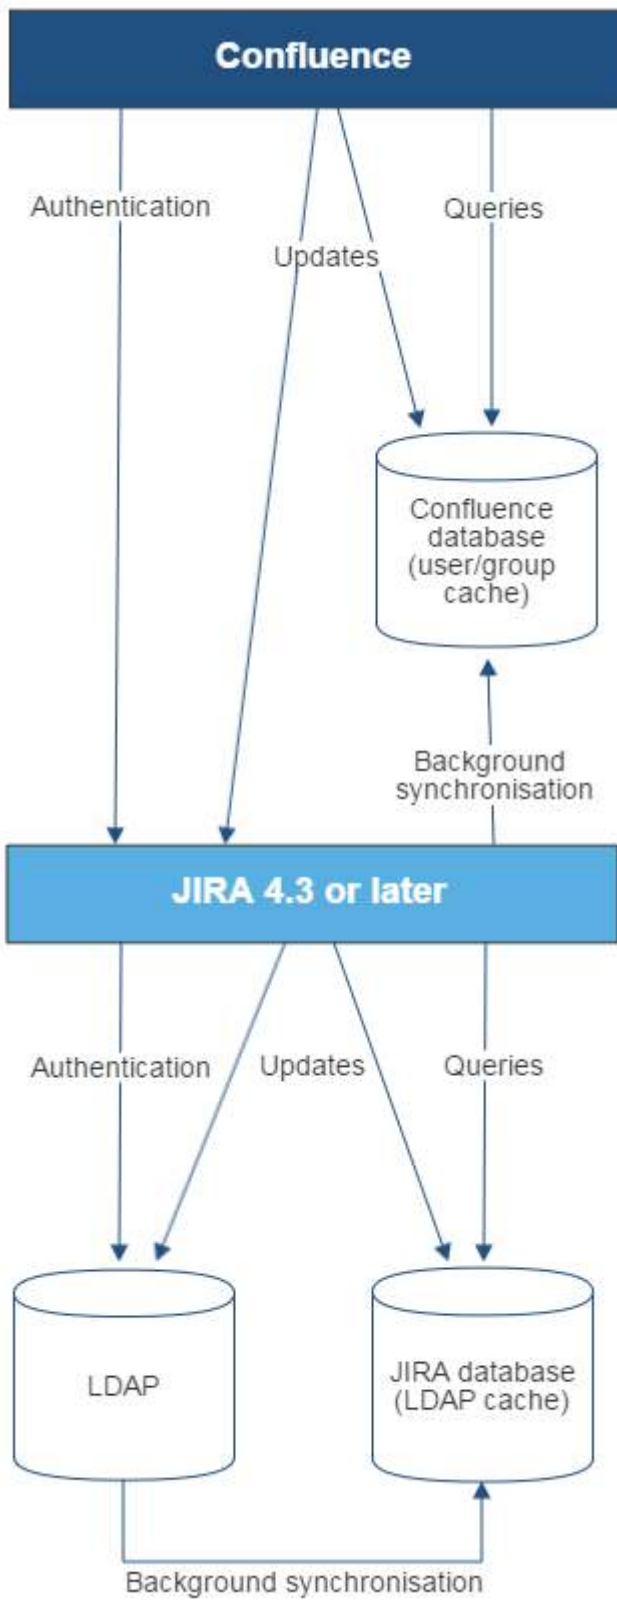 Confluence
Authentication
Queries
Updates
Confluence
database
(user/group
cache)
Background
synchronisation
JIRA 4.3 or later
Authentication
Updates
Queries
LDAP
JIRA database
(LDAP cache)
Background synchronisation